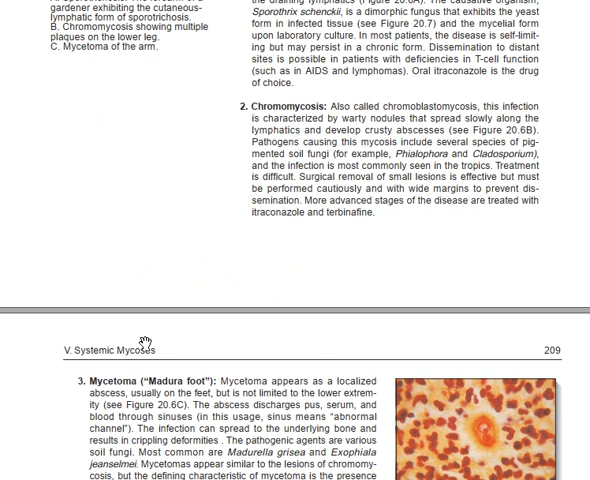 gardener exhibiting the cutaneous-
lymphatic form of sporotrichosis.
B. Chromomycosis showing multiple
plaques on the lower leg.
C. Mycetoma of the arm.
the draining lymphatics (Figure 20.6A). The causative organism,
Sporothrix schenckii, is a dimorphic fungus that exhibits the yeast
form in infected tissue (see Figure 20.7) and the mycelial form
upon laboratory culture. In most patients, the disease is self-limit-
ing but may persist in a chronic form. Dissemination to distant
sites is possible in patients with deficiencies in T-cell function
(such as in AIDS and lymphomas). Oral itraconazole is the drug
of choice.
2. Chromomycosis: Also called chromoblastomycosis, this infection
is characterized by warty nodules that spread slowly along the
lymphatics and develop crusty abscesses (see Figure 20.6B).
Pathogens causing this mycosis include several species of pig-
mented soil fungi (for example, Phialophora and Cladosporium),
and the infection is most commonly seen in the tropics. Treatment
is difficult. Surgical removal of small lesions is effective but must
be performed cautiously and with wide margins to prevent dis-
semination. More advanced stages of the disease are treated with
itraconazole and terbinafine.
V. Systemic Mycoses
209
3. Mycetoma (“Madura foot”): Mycetoma appears as a localized
abscess, usually on the feet, but is not limited to the lower extrem-
ity (see Figure 20.6C). The abscess discharges pus, serum, and
blood through sinuses (in this usage, sinus means “abnormal
channel”). The infection can spread to the underlying bone and
results in crippling deformities . The pathogenic agents are various
soil fungi. Most common are Madurella grisea and Exophiala
jeanselmei. Mycetomas appear similar to the lesions of chromomy-
cosis, but the defining characteristic of mycetoma is the presence